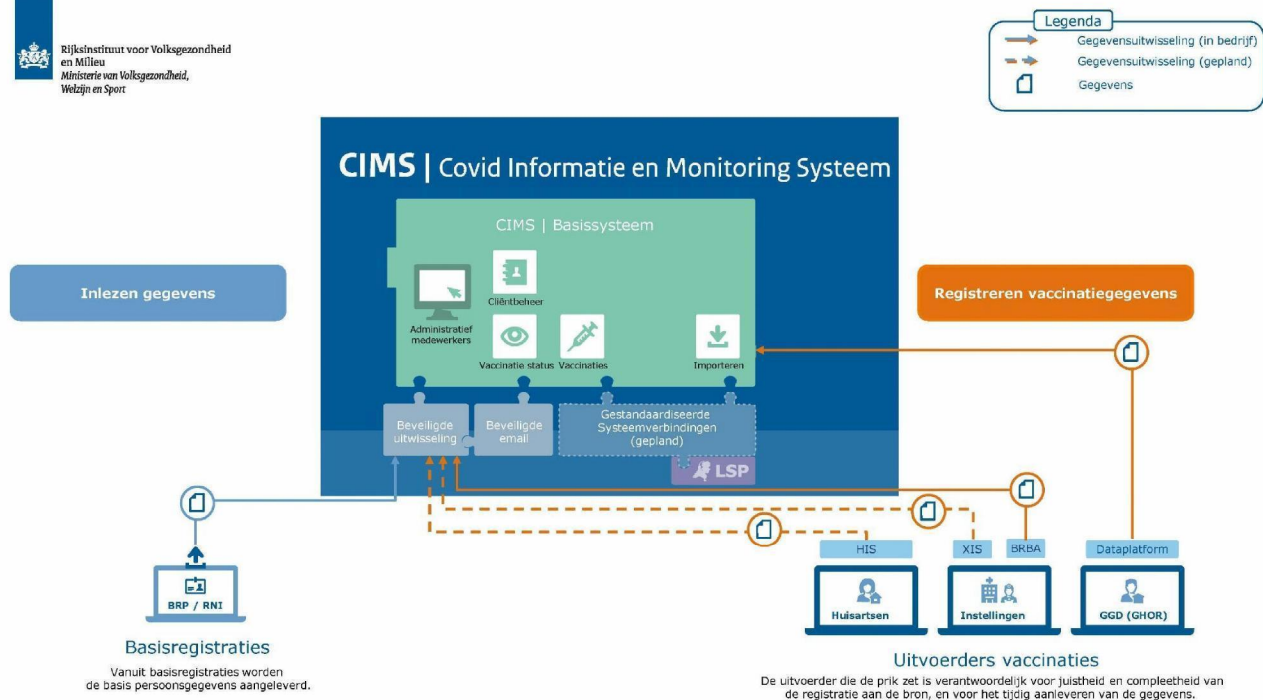 Rijksinstituut voor Volksgezondheid
en Milieu
Ministerie van Volksgezondheid,
Welzijn en Sport
Legenda
Gegevensuitwisseling (in bedrijf)
Gegevensuitwisseling (gepland)
Gegevens
CIMS | Covid Informatie en Monitoring Systeem
CIMS | Basissysteem
Inlezen gegevens
Registreren vaccinatiegegevens
Cliëntbeheer
Administratief
medewerkers
Vaccinatie status
Vaccinaties
Importeren
Beveiligde
uitwisseling
Beveiligde
email
Gestandaardiseerde
Systeemverbindingen
(gepland)
LSP
HIS
XIS
BRBA
Dataplatform
BRP / RNI
Huisartsen
Instellingen
GGD (GHOR)
Basisregistraties
Vanuit basisregistraties worden
de basis persoonsgegevens aangeleverd.
Uitvoerders vaccinaties
De uitvoerder die de prik zet is verantwoordelijk voor juistheid en compleetheid van
de registratie aan de bron, en voor het tijdig aanleveren van de gegevens.